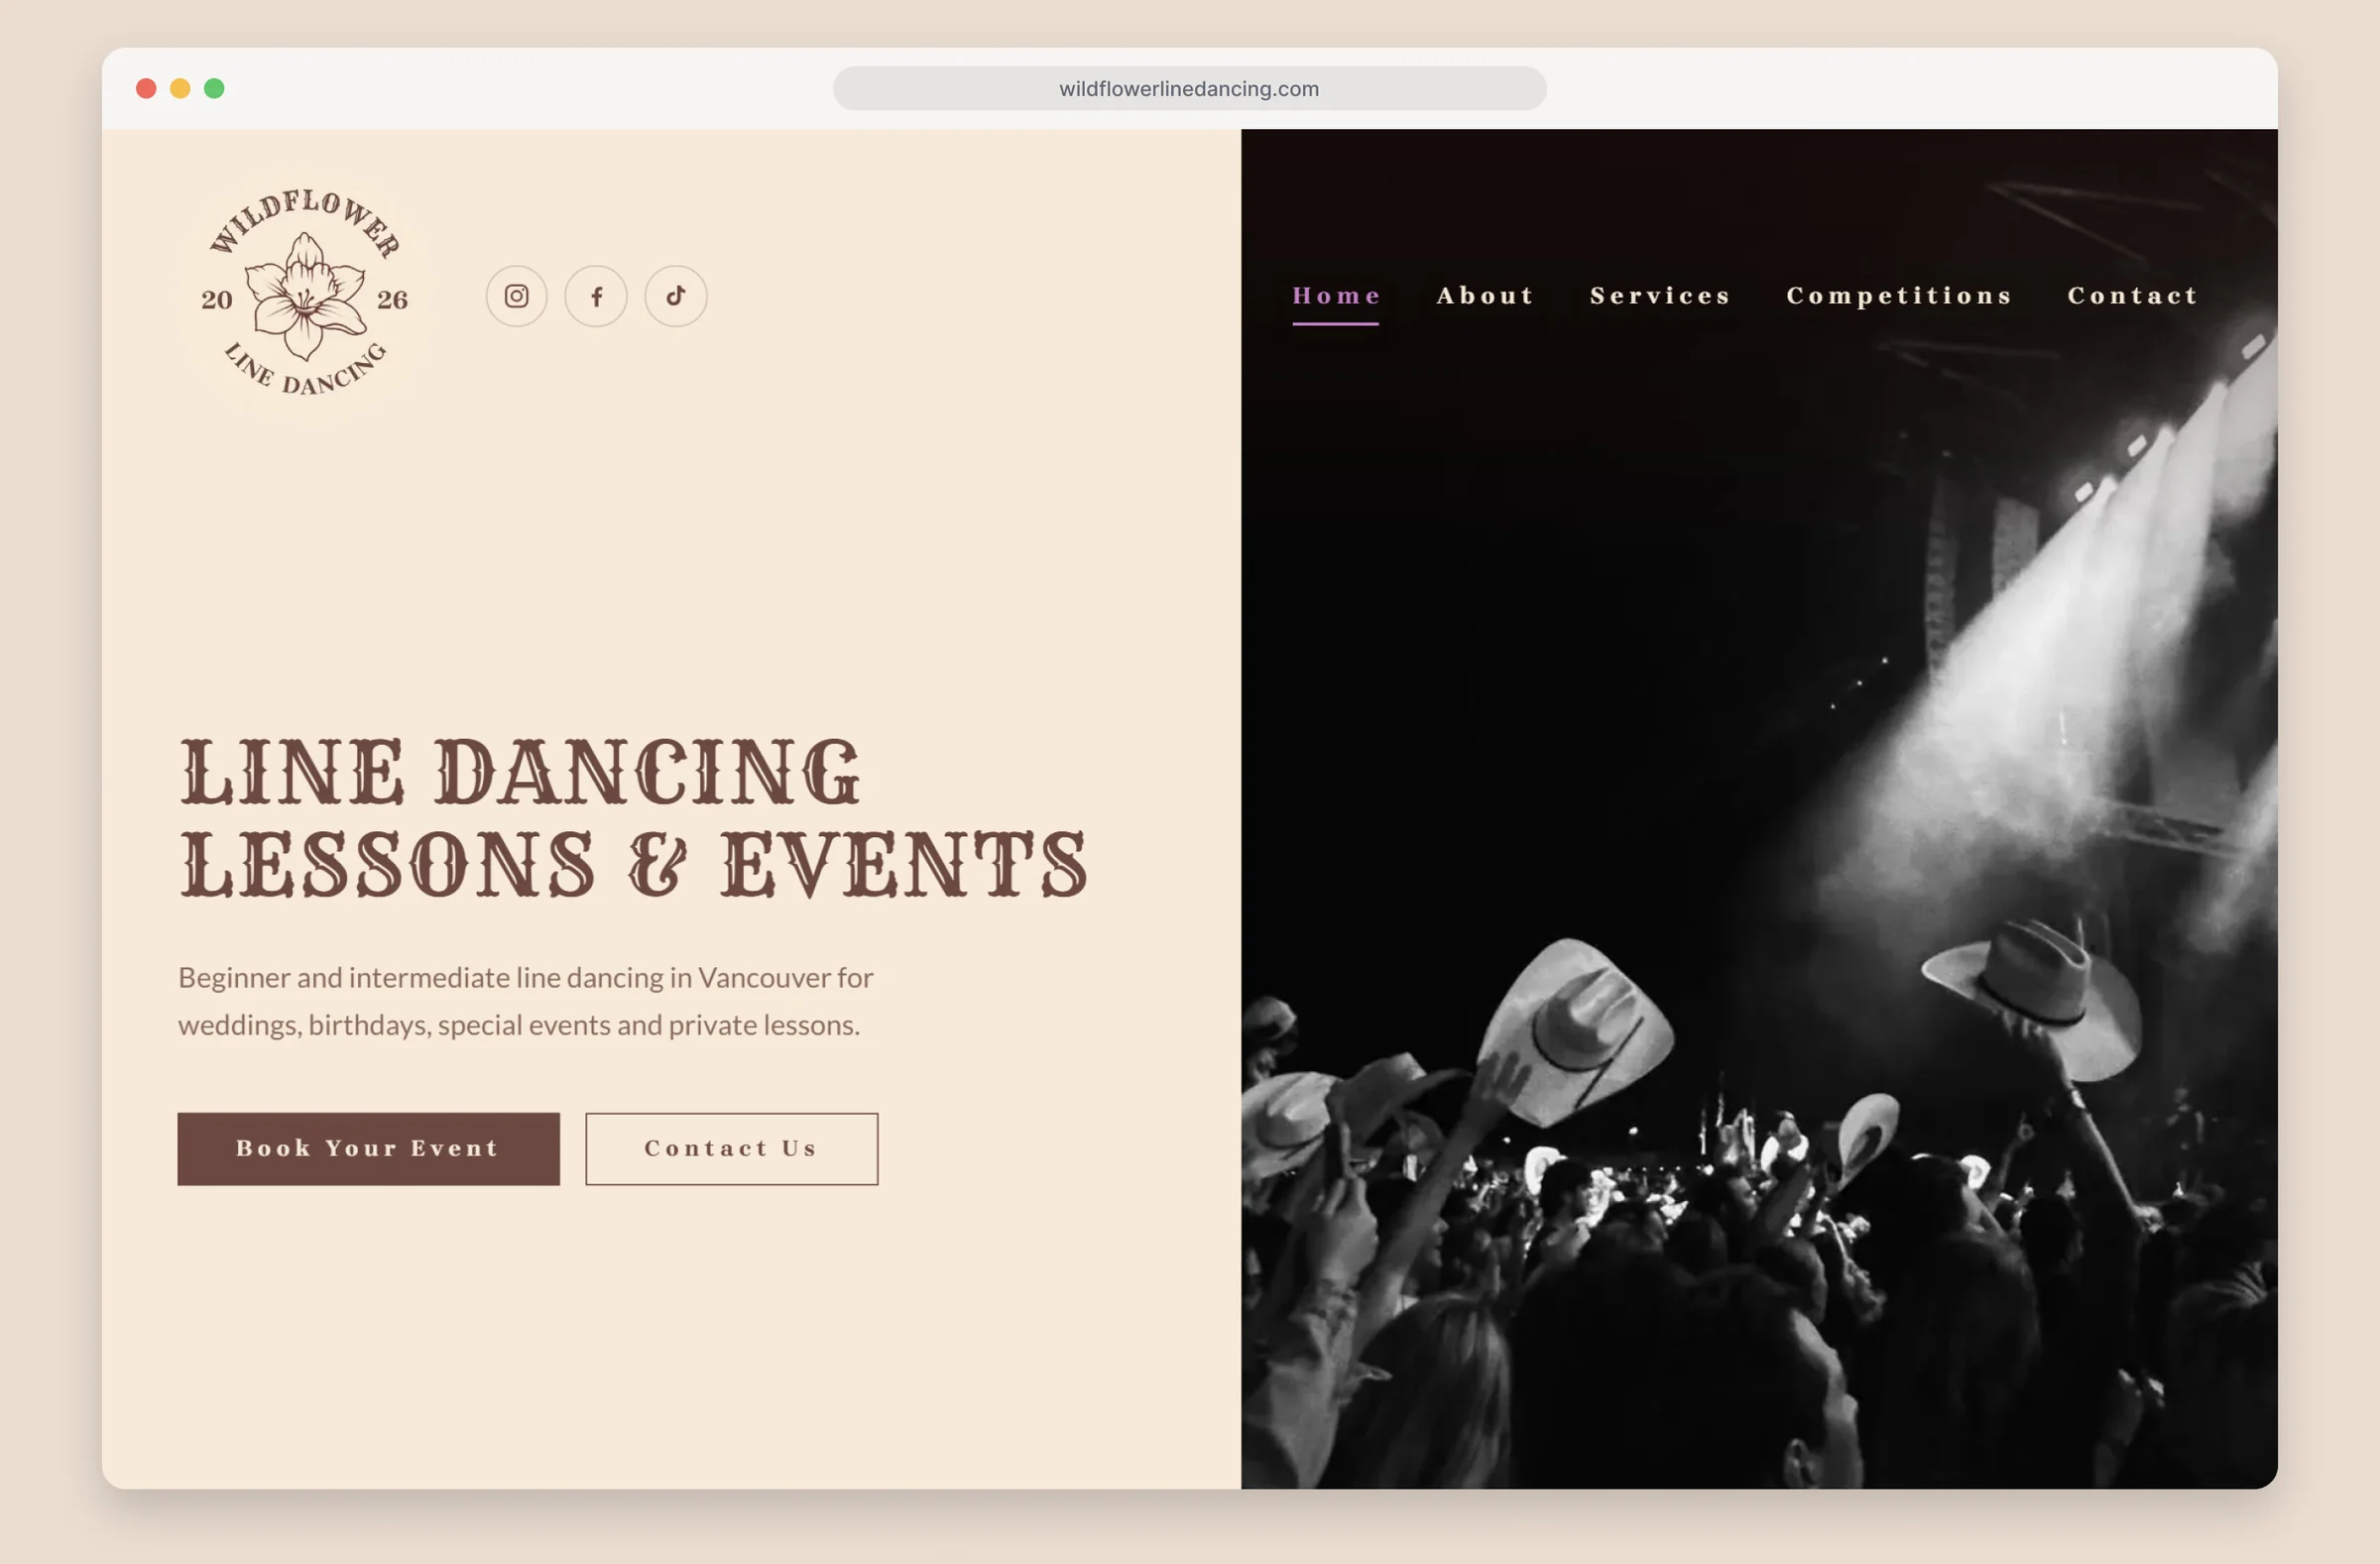 wildflowerlinedancing.com
WILDFLOWER
20 26
LINE DANCING
Home About Services Competitions Contact
LINE DANCING
LESSONS & EVENTS
Beginner and intermediate line dancing in Vancouver for
weddings, birthdays, special events and private lessons.
Book Your Event Contact Us